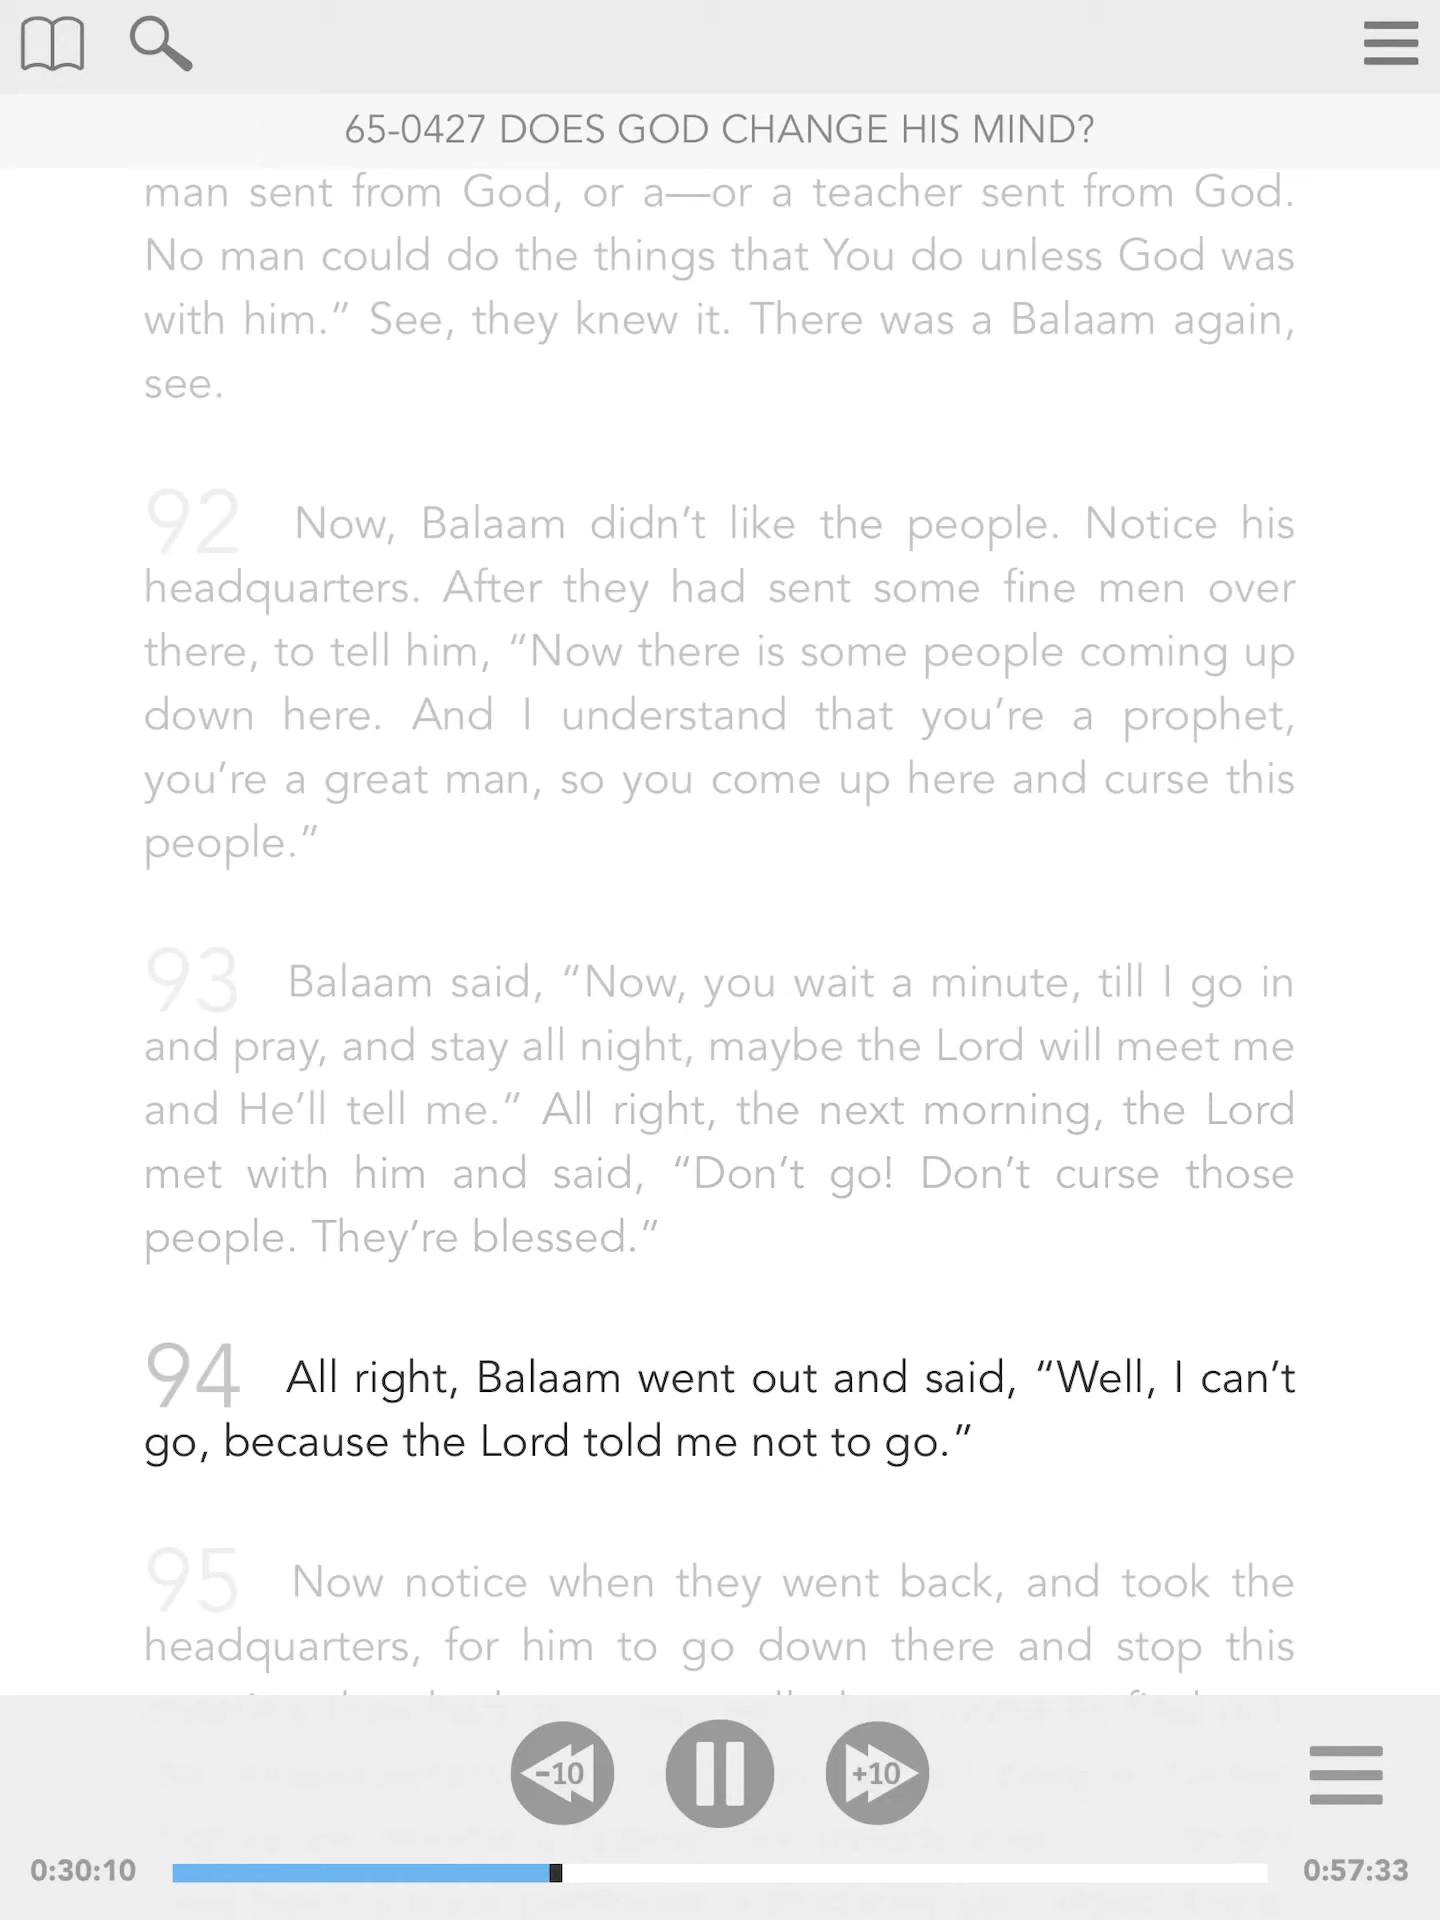 65-0427 DOES GOD CHANGE HIS MIND?
man sent from God, or a—or a teacher sent from God.
No man could do the things that You do unless God was
with him.” See, they knew it. There was a Balaam again,
see.
92 Now, Balaam didn’t like the people. Notice his
headquarters. After they had sent some fine men over
there, to tell him, “Now there is some people coming up
down here. And I understand that you’re a prophet,
you’re a great man, so you come up here and curse this
people.”
93 Balaam said, “Now, you wait a minute, till I go in
and pray, and stay all night, maybe the Lord will meet me
and He’ll tell me.” All right, the next morning, the Lord
met with him and said, “Don’t go! Don’t curse those
people. They’re blessed.”
94 All right, Balaam went out and said, “Well, I can’t
go, because the Lord told me not to go.”
95 Now notice when they went back, and took the
headquarters, for him to go down there and stop this
-10 +10
0:30:10 0:57:33